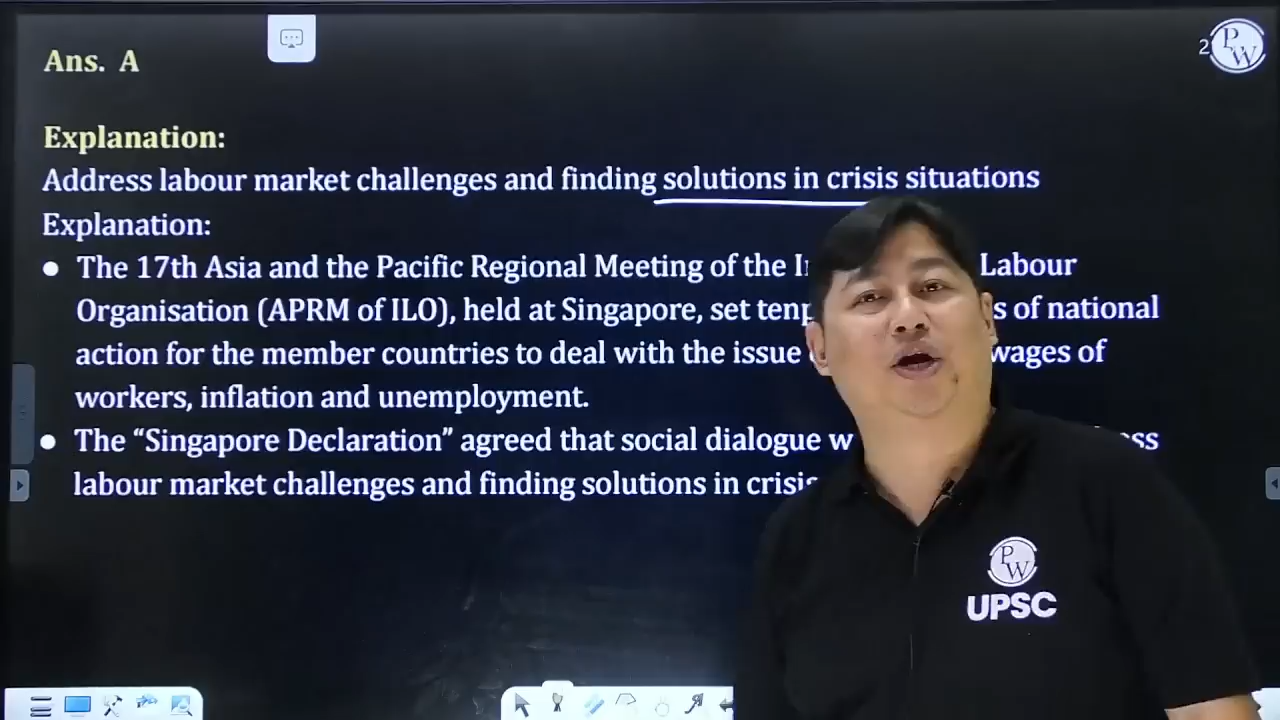 Ans. A
2
PW
Explanation:
Address labour market challenges and finding solutions in crisis situations
Explanation:
The 17th Asia and the Pacific Regional Meeting of the Labour
Organisation (APRM of ILO), held at Singapore, set of national
action for the member countries to deal with the issue wages of
workers, inflation and unemployment.
The “Singapore Declaration” agreed that social dialogue
labour market challenges and finding solutions in
PW
UPSC